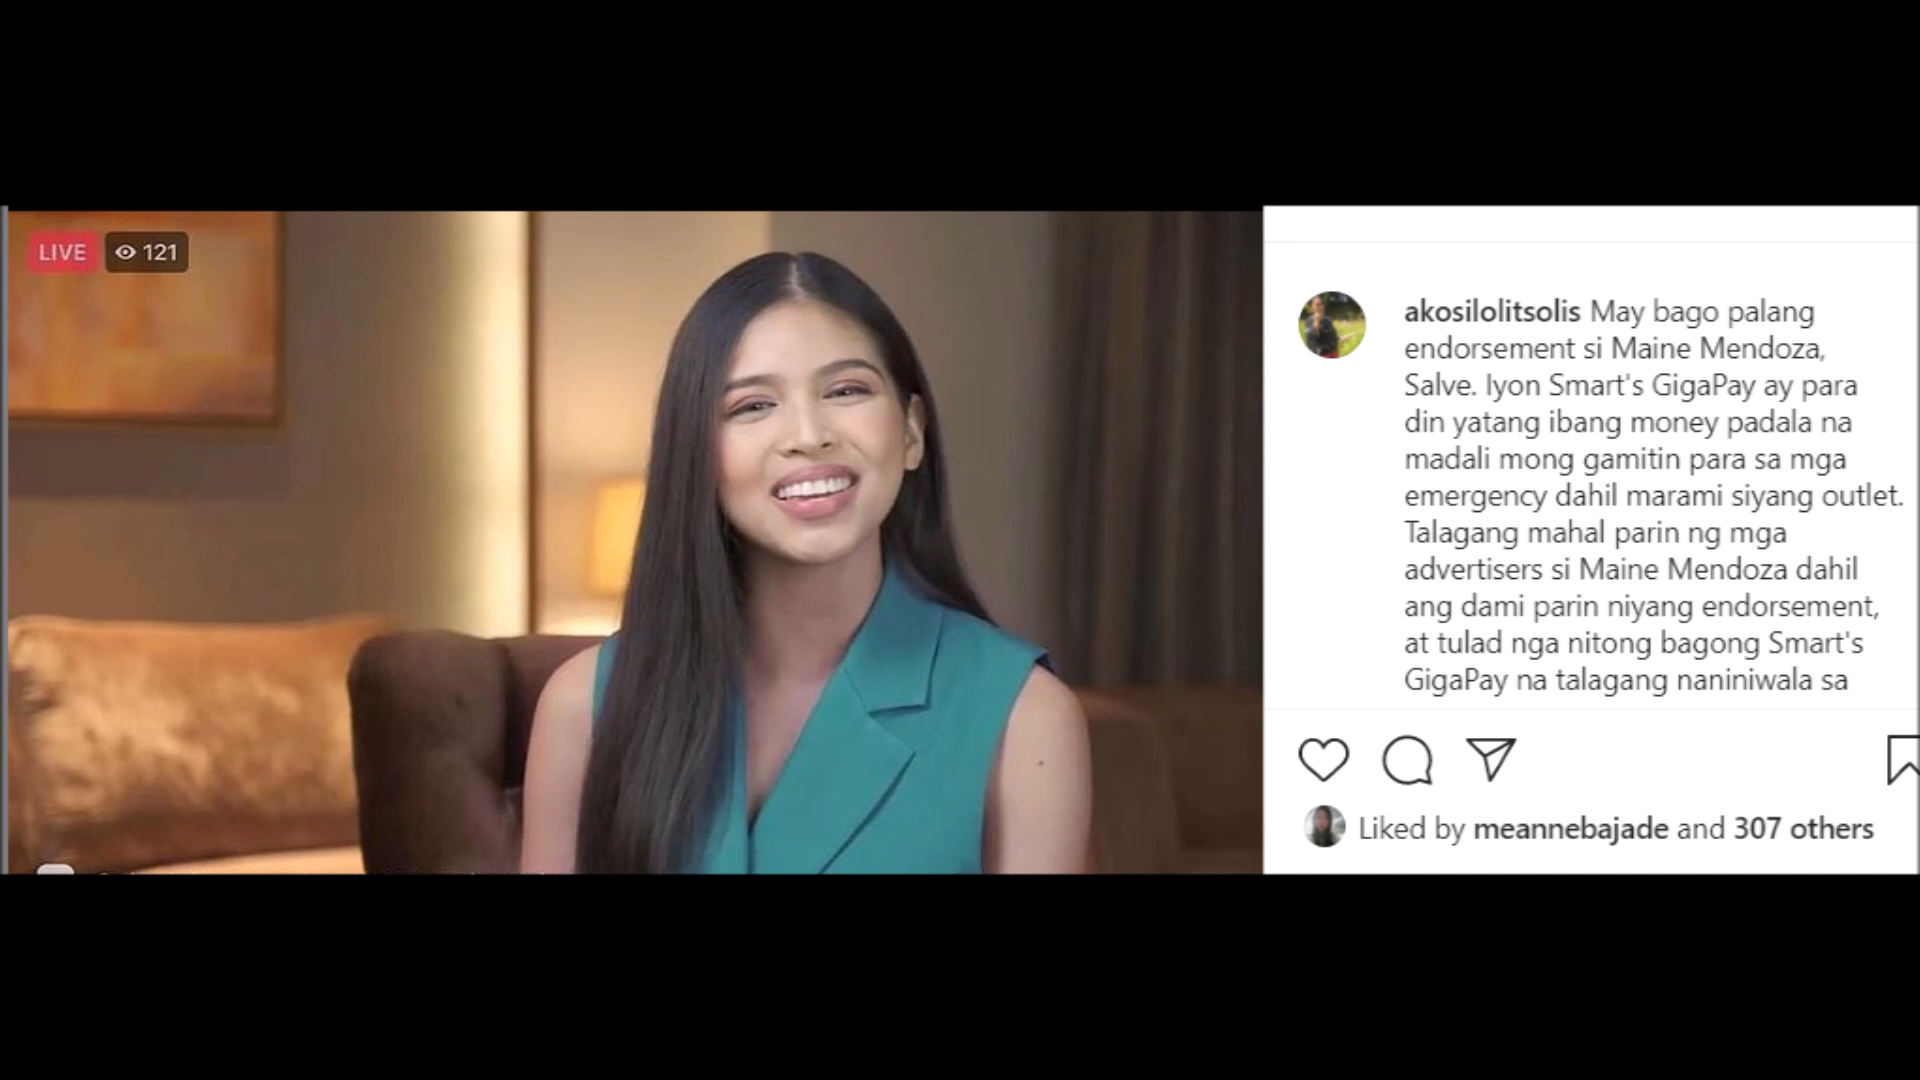 LIVE 121
akosilolitsolis May bago palang
endorsement si Maine Mendoza,
Salve. Iyon Smart's GigaPay ay para
din yatang ibang money padala na
madali mong gamitin para sa mga
emergency dahil marami siyang outlet.
Talagang mahal parin ng mga
advertisers si Maine Mendoza dahil
ang dami parin niyang endorsement,
at tulad nga nitong bagong Smart's
GigaPay na talagang naniniwala sa
Liked by meannebajade and 307 others